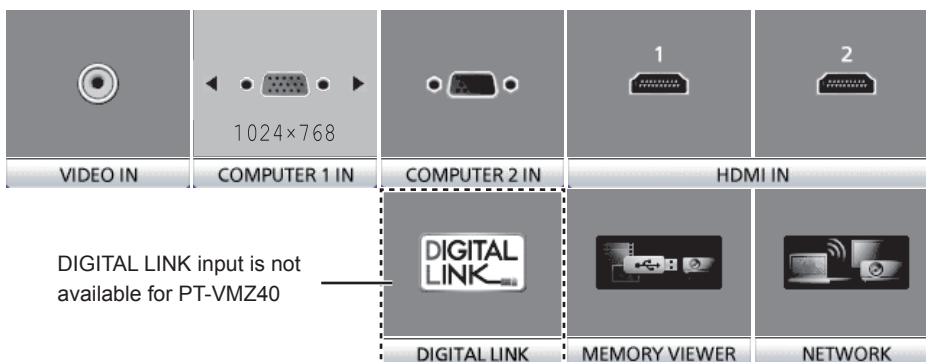 1
2
1024×768
VIDEO IN
COMPUTER 1 IN
COMPUTER 2 IN
HDMI IN
DIGITAL LINK input is not
available for PT-VMZ40
DIGITAL
LINK
DIGITAL LINK
MEMORY VIEWER
NETWORK